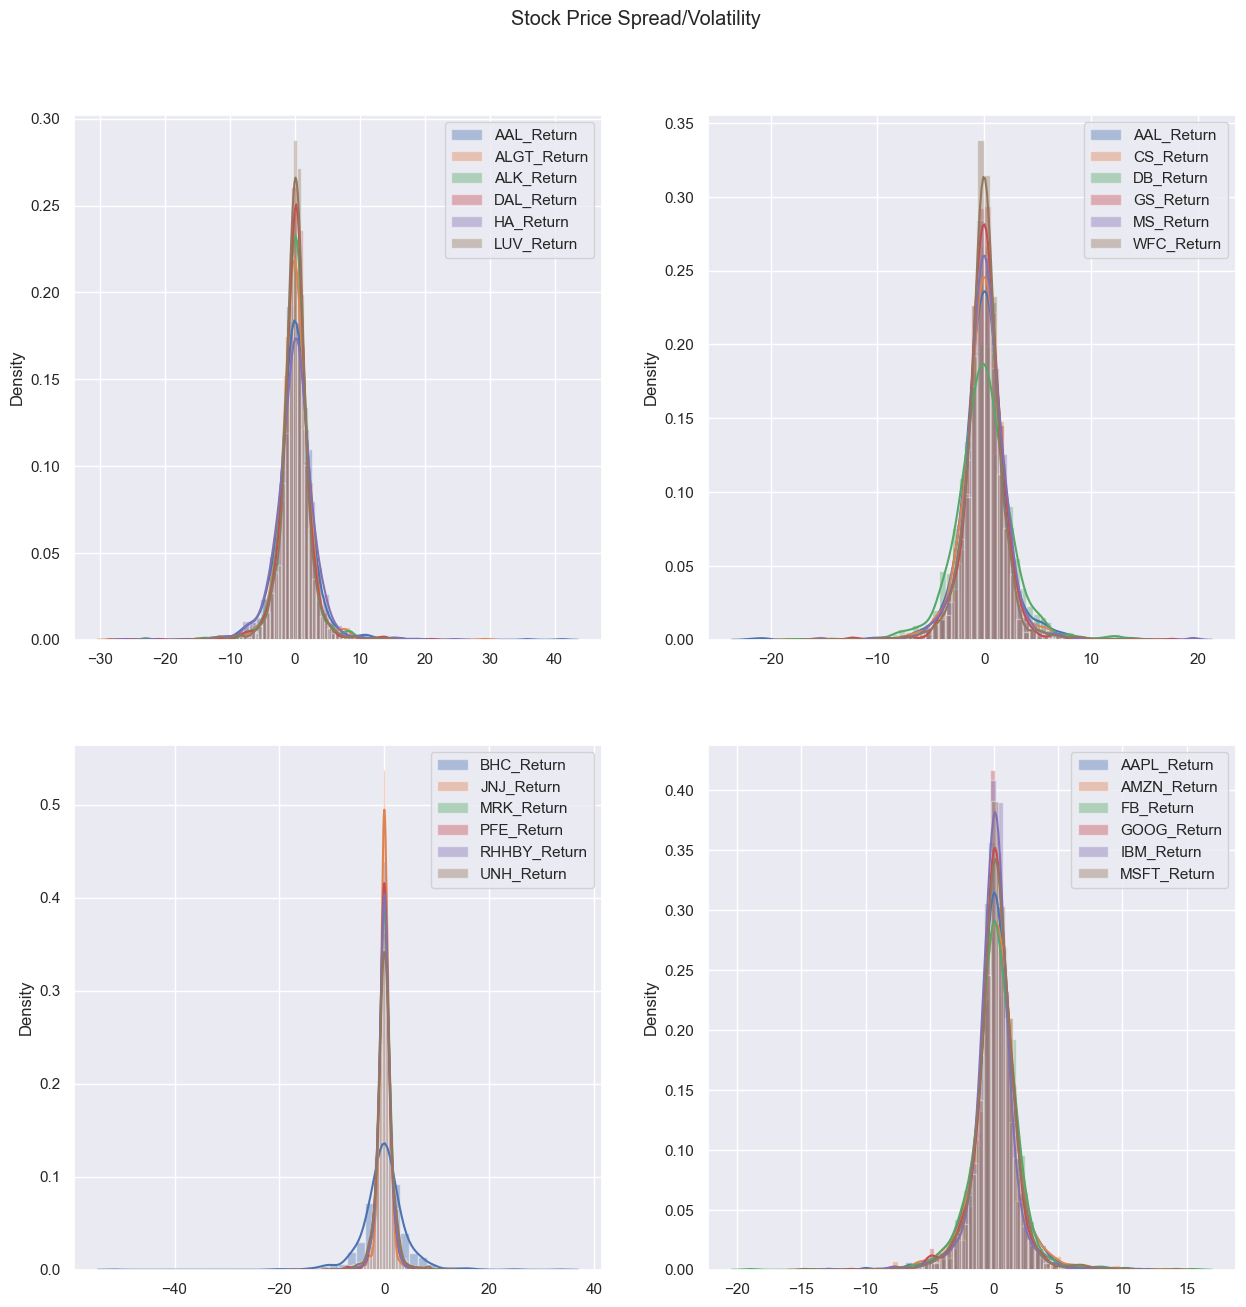 Stock Price Spread/Volatility
0.30
0.25
0.20
0.15
0.10
0.05
0.00
Density
−30 −20 −10 0 10 20 30 40
AAL_Return
ALGT_Return
ALK_Return
DAL_Return
HA_Return
LUV_Return
0.35
0.30
0.25
0.20
0.15
0.10
0.05
0.00
Density
−20 −10 0 10 20
AAL_Return
CS_Return
DB_Return
GS_Return
MS_Return
WFC_Return
0.5
0.4
0.3
0.2
0.1
0.0
Density
−40 −20 0 20 40
BHC_Return
JNJ_Return
MRK_Return
PFE_Return
RHHBY_Return
UNH_Return
0.40
0.35
0.30
0.25
0.20
0.15
0.10
0.05
0.00
Density
−20 −15 −10 −5 0 5 10 15
AAPL_Return
AMZN_Return
FB_Return
GOOG_Return
IBM_Return
MSFT_Return